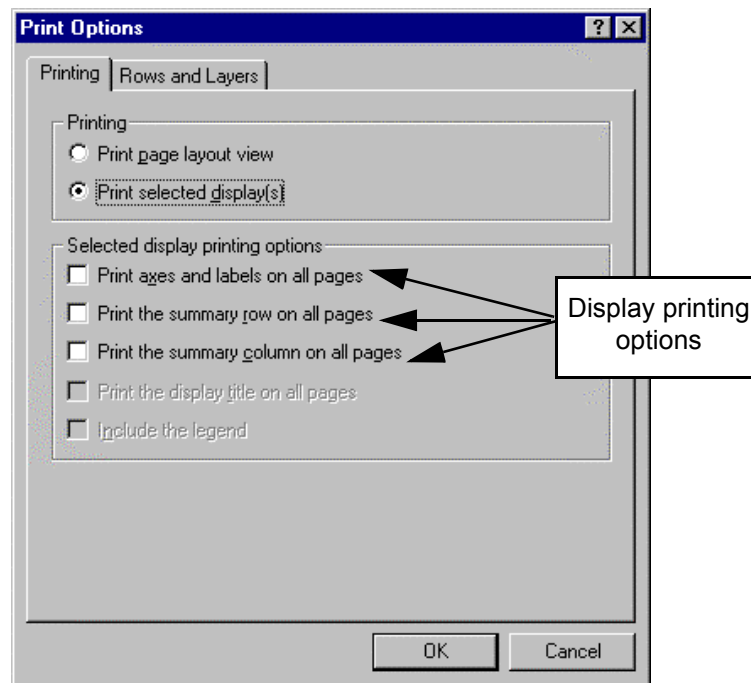 Print Options
Printing
Rows and Layers
Printing
Print page layout view
Print selected display(s)
Selected display printing options
Print axes and labels on all pages
Print the summary row on all pages
Print the summary column on all pages
Print the display title on all pages
Include the legend
Display printing
options
OK
Cancel